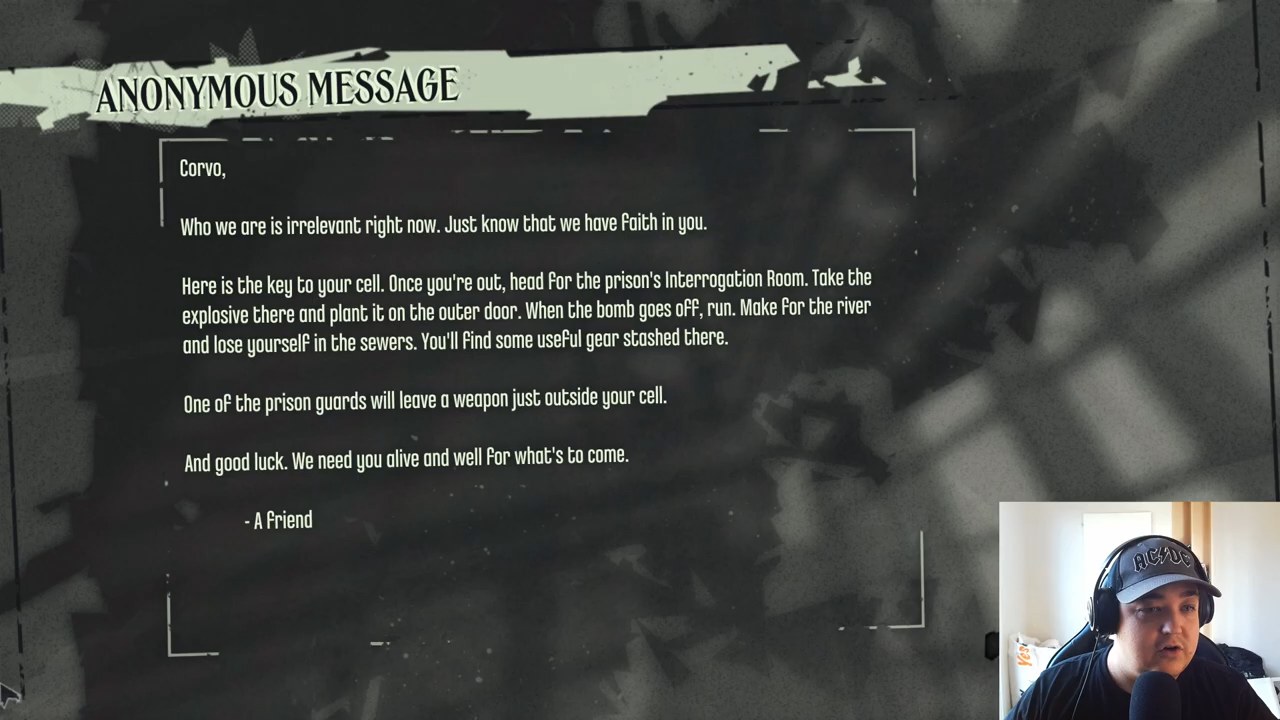 ANONYMOUS MESSAGE
Corvo,
Who we are is irrelevant right now. Just know that we have faith in you.
Here is the key to your cell. Once you're out, head for the prison's Interrogation Room. Take the
explosive there and plant it on the outer door. When the bomb goes off, run. Make for the river
and lose yourself in the sewers. You'll find some useful gear stashed there.
One of the prison guards will leave a weapon just outside your cell.
And good luck. We need you alive and well for what's to come.
- A friend
AC/DC
Yes!